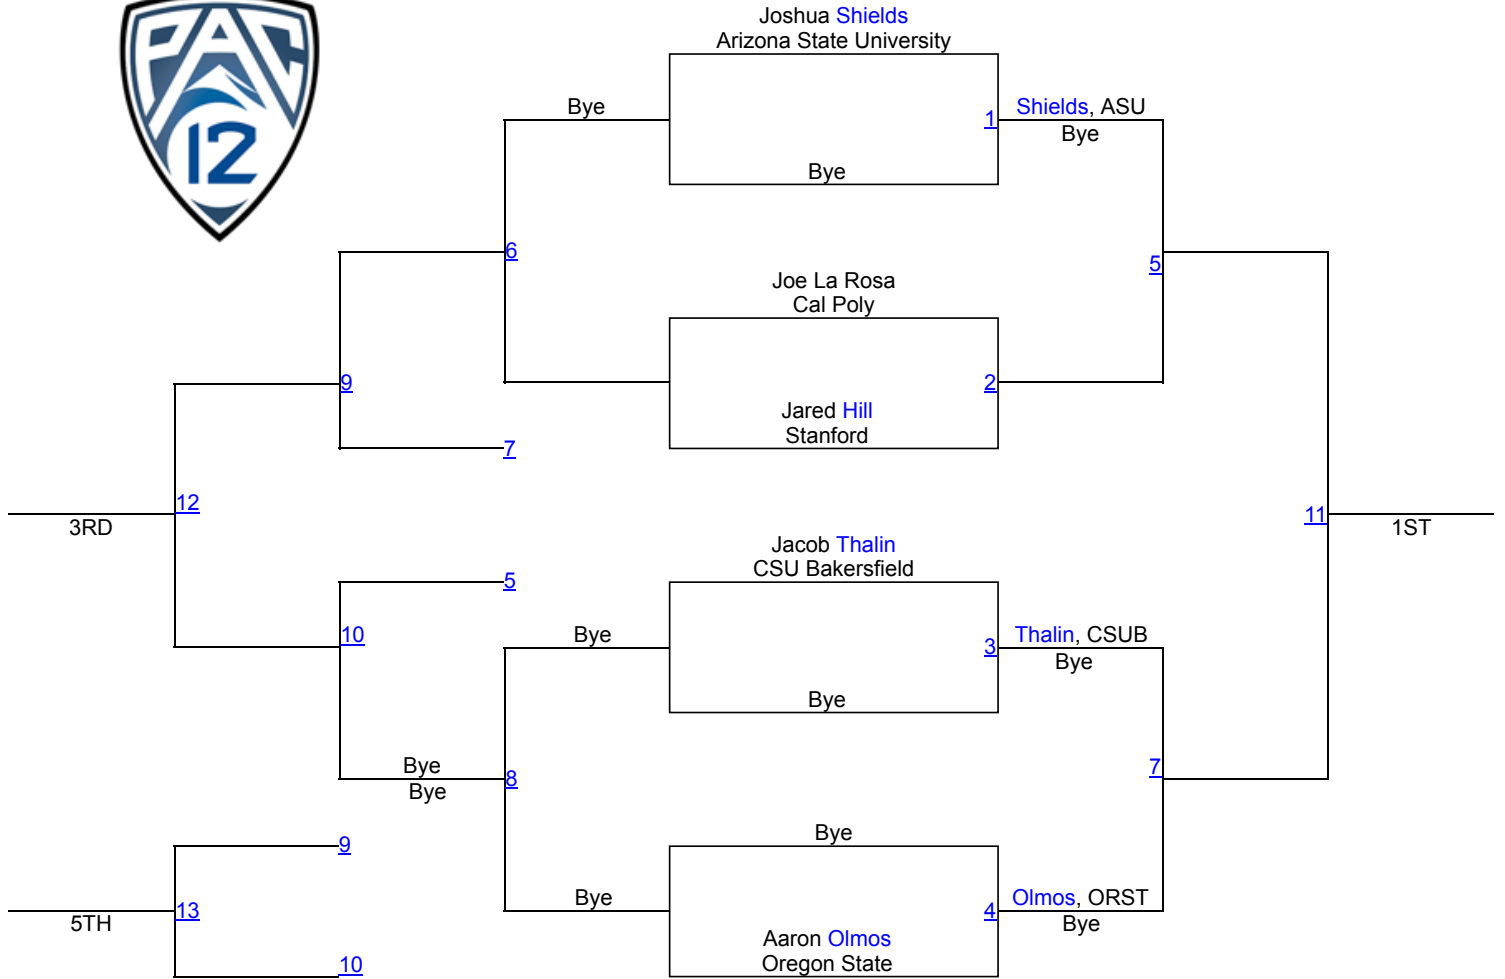 PAC
12
Joshua Shields
Arizona State University
Bye
1
Shields, ASU
Bye
Bye
6
5
Joe La Rosa
Cal Poly
9
2
Jared Hill
Stanford
7
12
3RD
11
1ST
Jacob Thalin
CSU Bakersfield
5
10
Bye
3
Thalin, CSUB
Bye
Bye
Bye
Bye
8
7
Bye
9
Bye
4
Olmos, ORST
Bye
13
5TH
Aaron Olmos
Oregon State
10